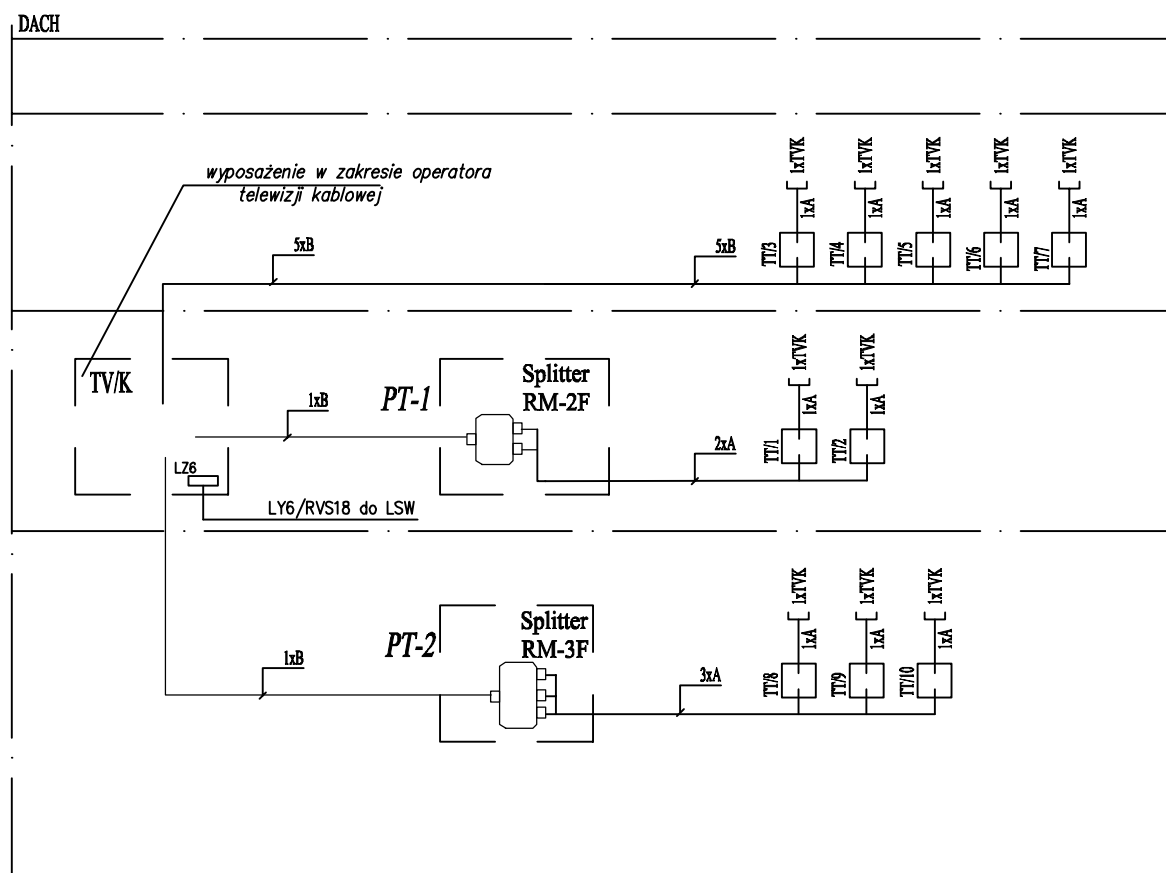 DACH
wyposażenie w zakresie operatora
telewizji kablowej
5xB
5xB
1xTVK
1xTVK
1xTVK
1xTVK
1xTVK
1xA
1xA
1xA
1xA
1xA
TT/3
TT/4
TT/5
TT/6
TT/7
TV/K
1xB
PT-1
Splitter
RM-2F
2xA
1xTVK
1xTVK
1xA
1xA
TT/1
TT/2
LZ6
LY6/RVS18 do LSW
1xB
PT-2
Splitter
RM-3F
3xA
1xTVK
1xTVK
1xTVK
1xA
1xA
1xA
TT/8
TT/9
TT/10